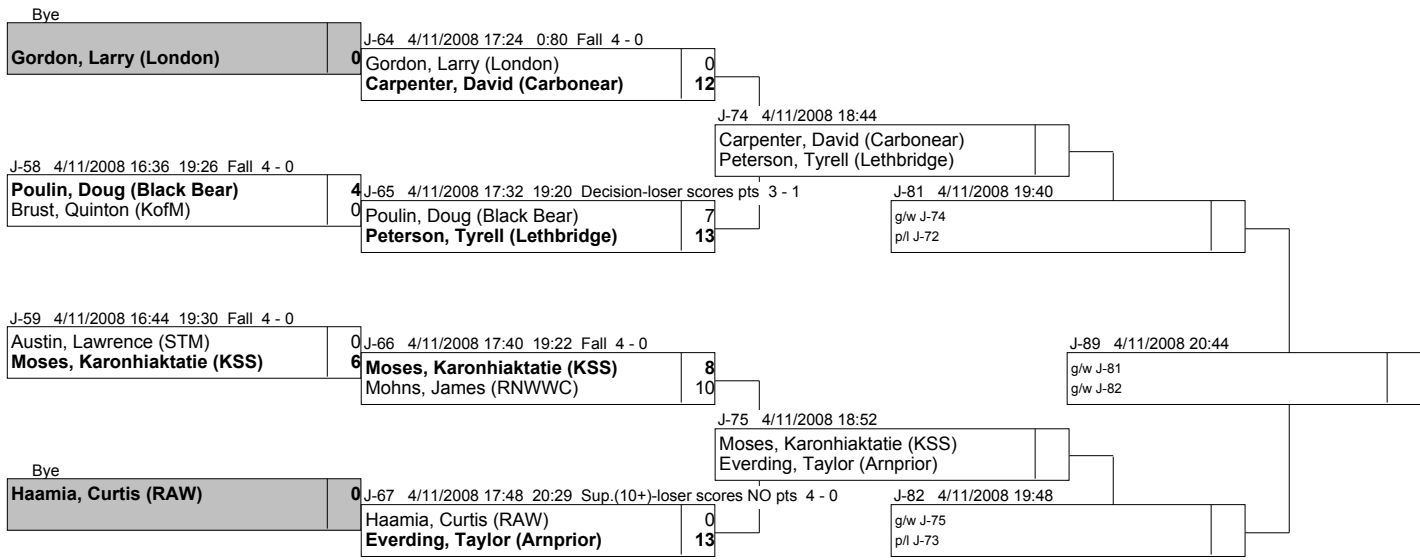 Bye
Gordon, Larry (London) 0
J-64 4/11/2008 17:24 0:80 Fall 4 - 0
Gordon, Larry (London) 0
Carpenter, David (Carbonear) 12
J-74 4/11/2008 18:44
Carpenter, David (Carbonear)
Peterson, Tyrell (Lethbridge)
J-58 4/11/2008 16:36 19:26 Fall 4 - 0
Poulin, Doug (Black Bear) 4
Brust, Quinton (KofM) 0
J-65 4/11/2008 17:32 19:20 Decision-loser scores pts 3 - 1
Poulin, Doug (Black Bear) 7
Peterson, Tyrell (Lethbridge) 13
J-81 4/11/2008 19:40
g/w J-74
p/l J-72
J-59 4/11/2008 16:44 19:30 Fall 4 - 0
Austin, Lawrence (STM) 0
Moses, Karonhiaktatie (KSS) 6
J-66 4/11/2008 17:40 19:22 Fall 4 - 0
Moses, Karonhiaktatie (KSS) 8
Mohns, James (RNWWC) 10
J-89 4/11/2008 20:44
g/w J-81
g/w J-82
J-75 4/11/2008 18:52
Moses, Karonhiaktatie (KSS)
Everding, Taylor (Arnprior)
Bye
Haamia, Curtis (RAW) 0
J-67 4/11/2008 17:48 20:29 Sup.(10+)-loser scores NO pts 4 - 0
Haamia, Curtis (RAW) 0
Everding, Taylor (Arnprior) 13
J-82 4/11/2008 19:48
g/w J-75
p/l J-73